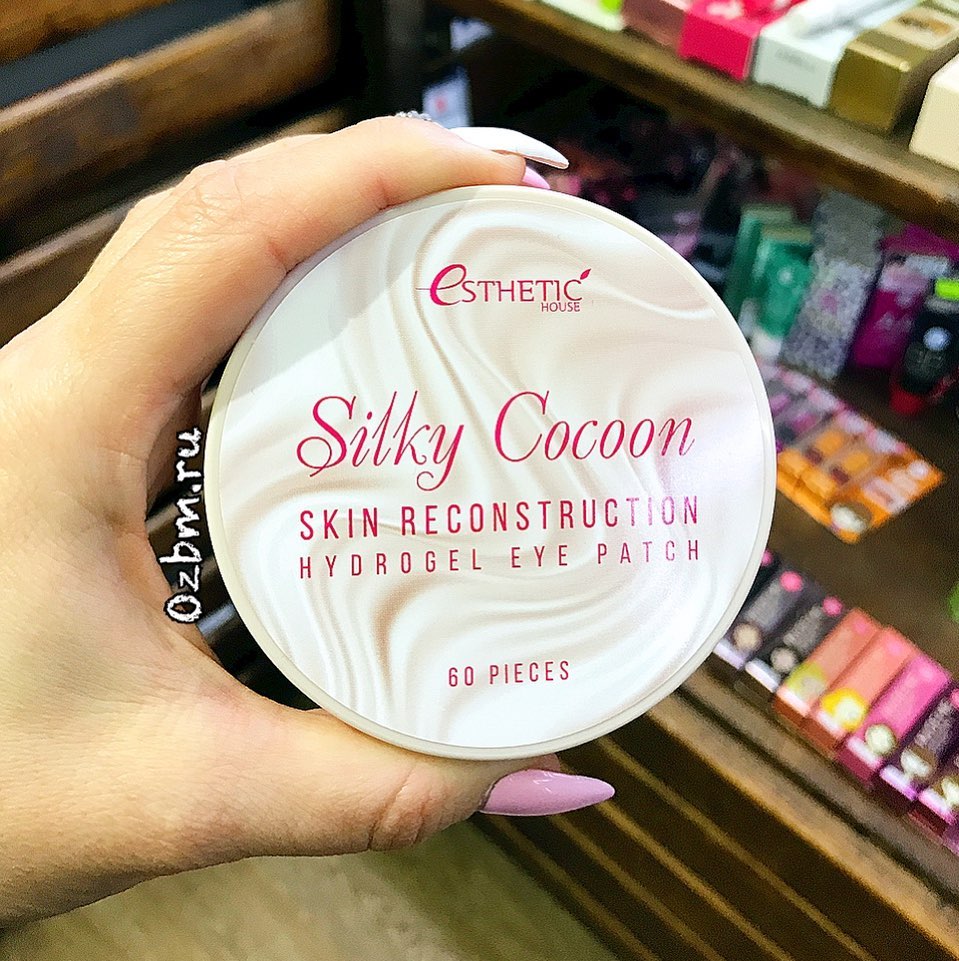 eSTHETIC
HOUSE
Silky Cocoon
SKIN RECONSTRUCTION
HYDROGEL EYE PATCH
60 PIECES
Ozbm.ru